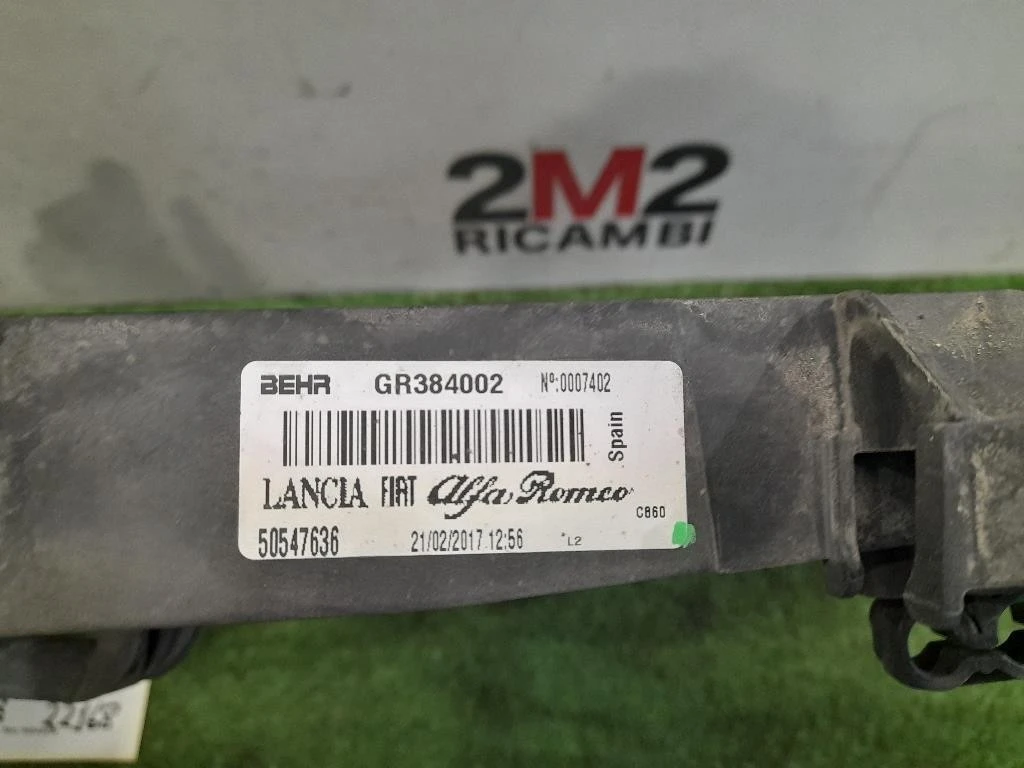 2M2
RICAMBI
BEHR GR384002 Nº:0007402
Spain
LANCIA FIAT Alfa Romeo
C860
50547636 21/02/2017 12:56 L2
22168